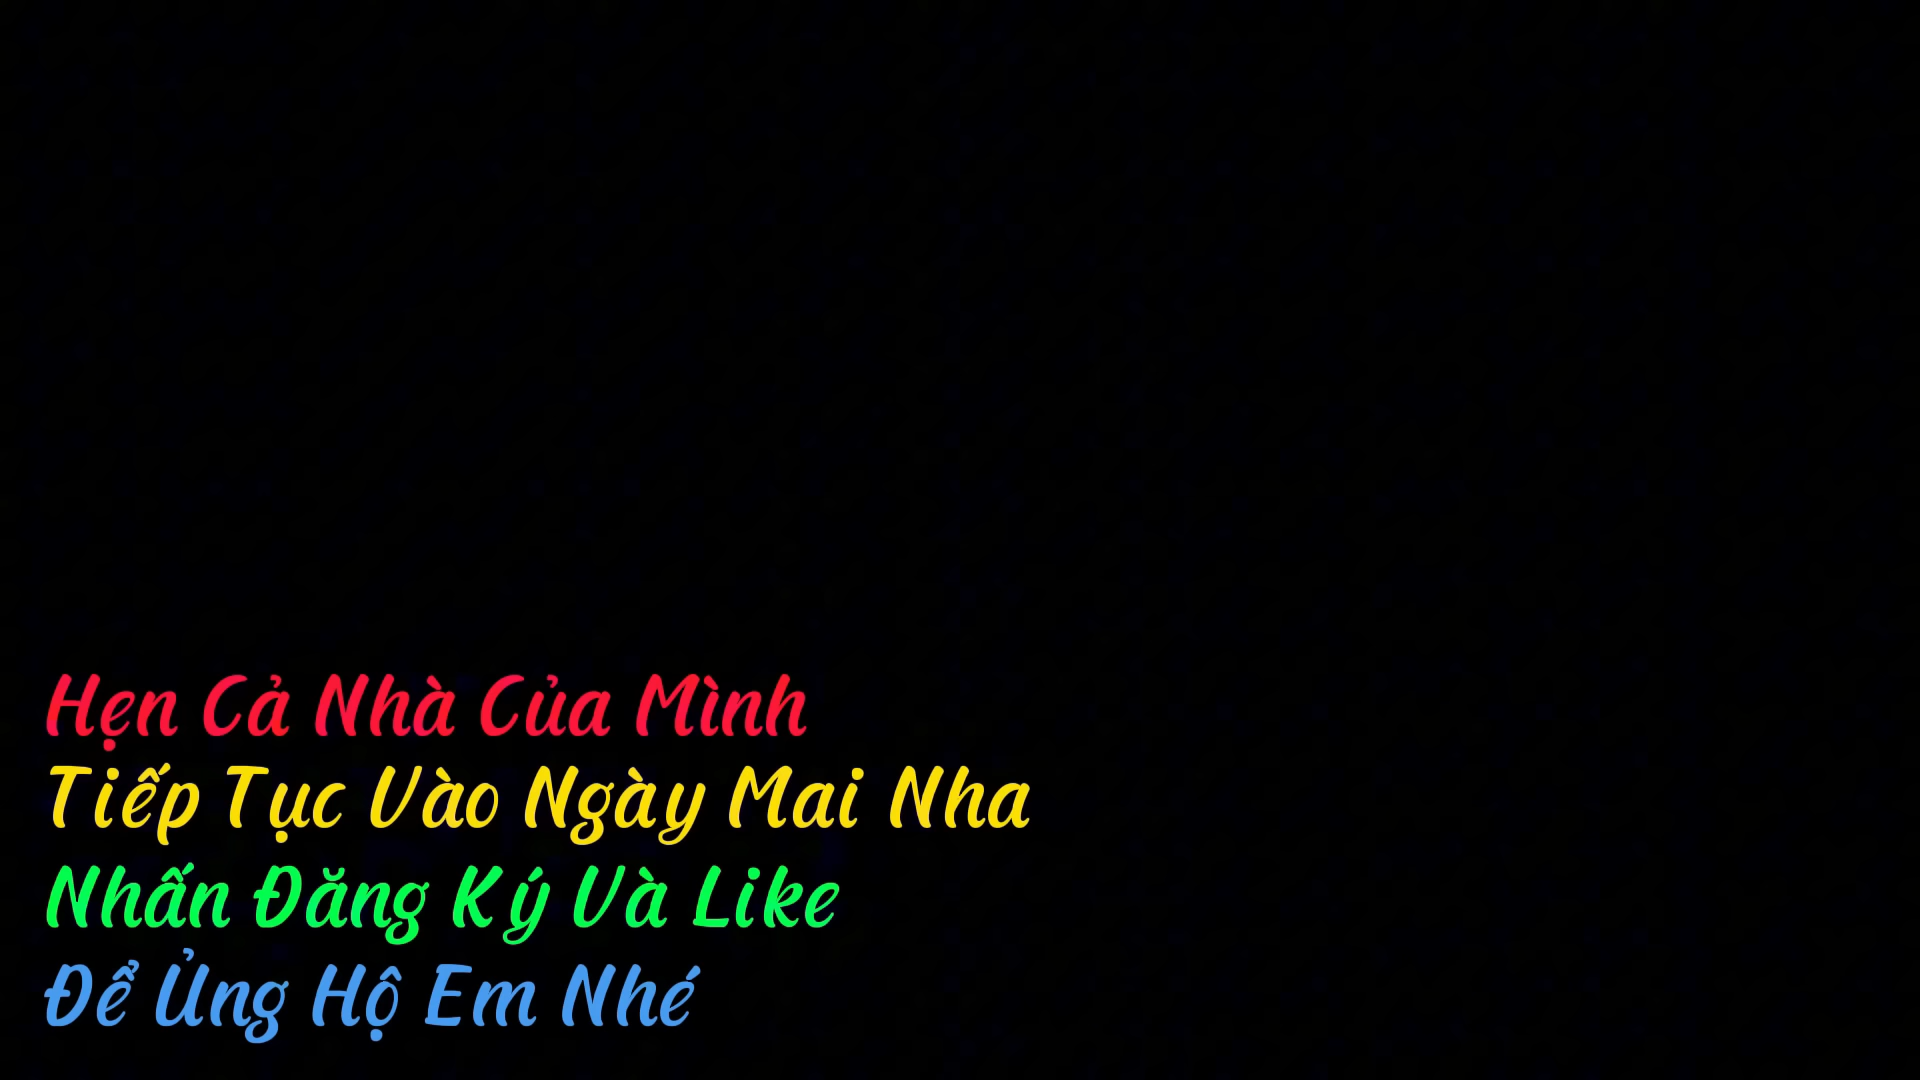 Hẹn Cả Nhà Của Mình
Tiếp Tục Vào Ngày Mai Nha
Nhấn Đăng Ký Và Like
Để Ủng Hộ Em Nhé